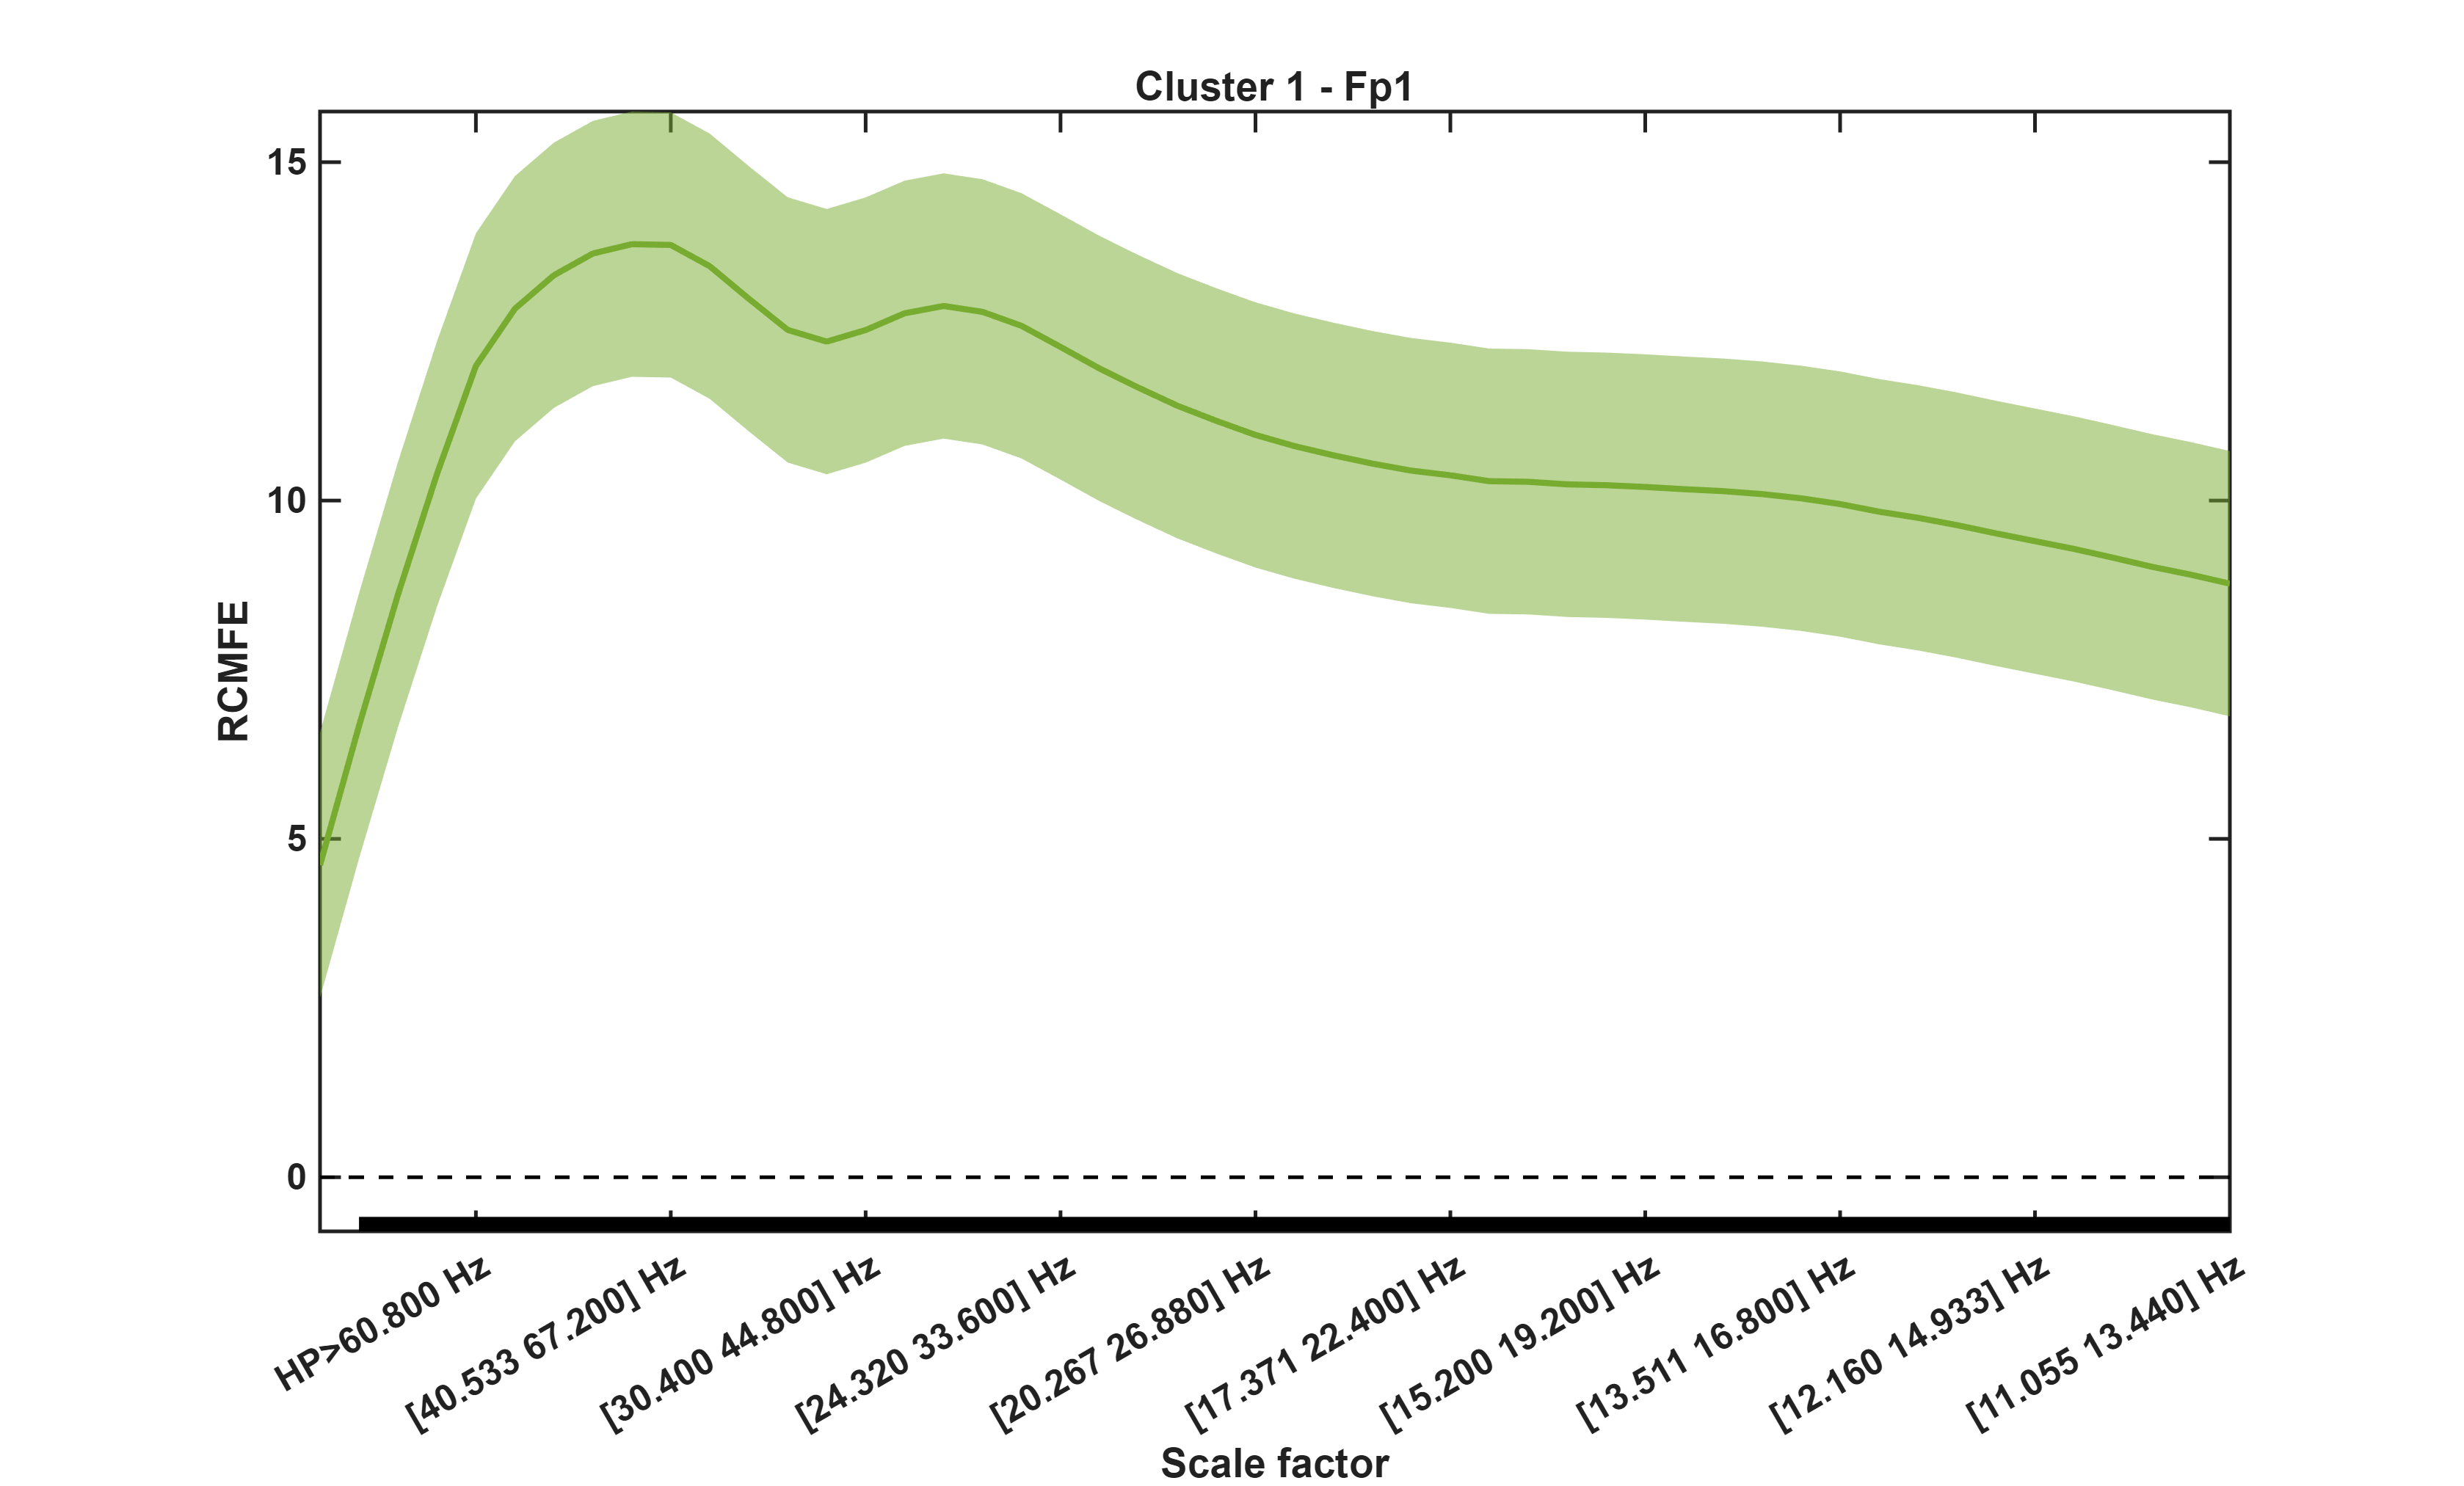 Cluster 1 - Fp1
15
10
5
0
RCMFE
HP>60.800 Hz
[40.533 67.200] Hz
[30.400 44.800] Hz
[24.320 33.600] Hz
[20.267 26.880] Hz
[17.371 22.400] Hz
[15.200 19.200] Hz
[13.511 16.800] Hz
[12.160 14.933] Hz
[11.055 13.440] Hz
Scale factor